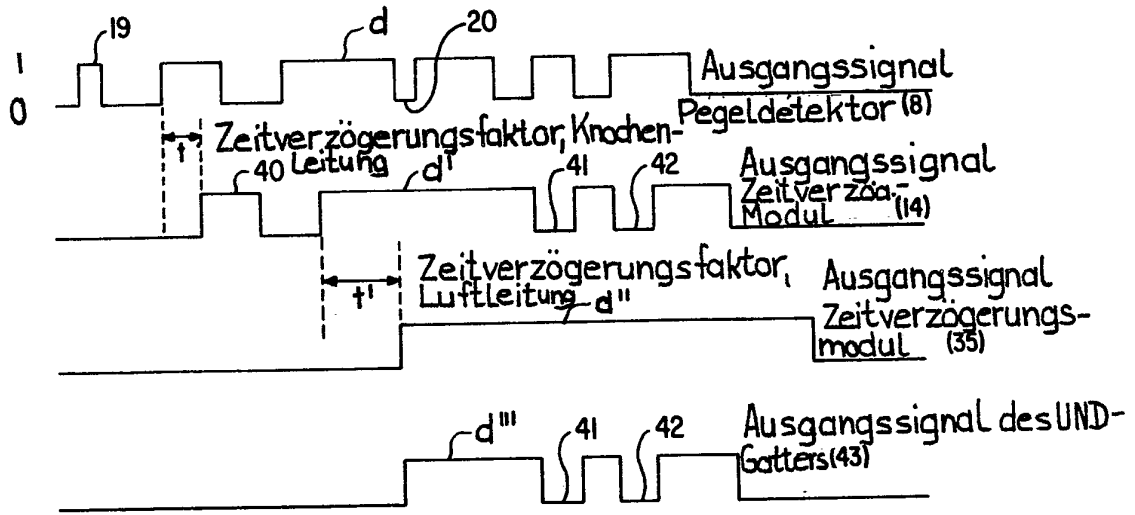 19
d
20
1
0
Ausgangssignal
Pegeldétektor (8)
Zeitverzögerungsfaktor, Knochen-
Leitung
t
40
d'
41
42
Ausgangssignal
Zeitverzög.-
Modul (14)
Zeitverzögerungsfaktor,
Luftleitung
t'
d''
Ausgangssignal
Zeitverzögerungs-
modul (35)
d'''
41
42
Ausgangssignal des UND-
Gatters (43)